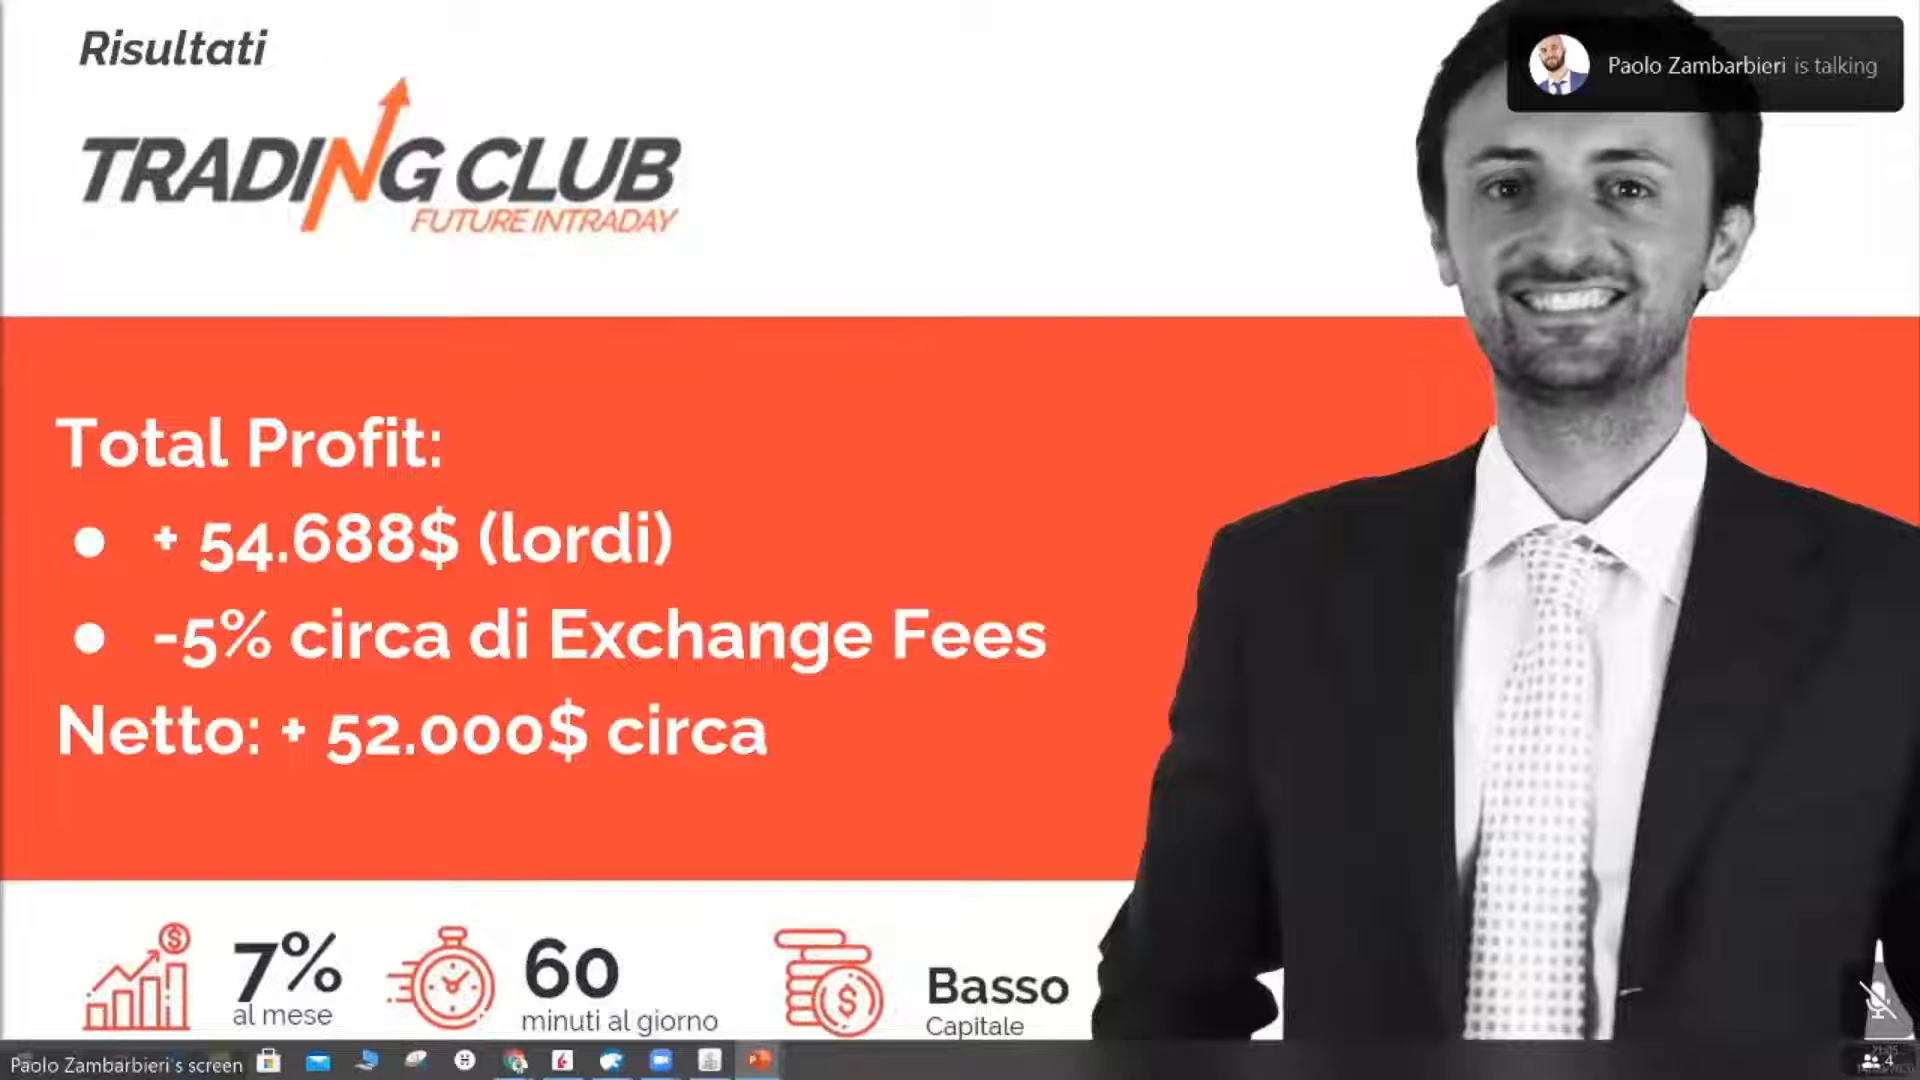 Risultati
Paolo Zambarbieri is talking
TRADING CLUB
FUTURE INTRADAY
Total Profit:
● + 54.688$ (lordi)
● -5% circa di Exchange Fees
Netto: + 52.000$ circa
7%
al mese
60
minuti al giorno
Basso
Capitale
Paolo Zambarbieri's screen
4